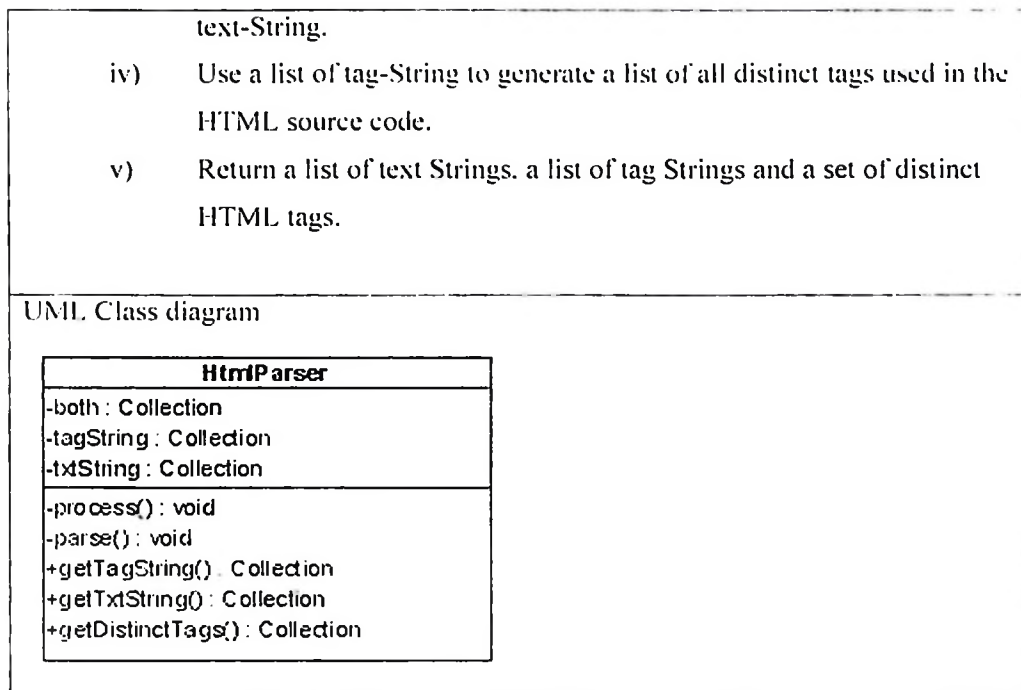 text-String.
iv) Use a list of tag-String to generate a list of all distinct tags used in the
HTML source code.
v) Return a list of text Strings. a list of tag Strings and a set of distinct
HTML tags.
UML Class diagram
HtmlParser
-both : Collection
-tagString : Collection
-txtString : Collection
-process() : void
-parse() : void
+getTagString() : Collection
+getTxtString() : Collection
+getDistinctTags() : Collection